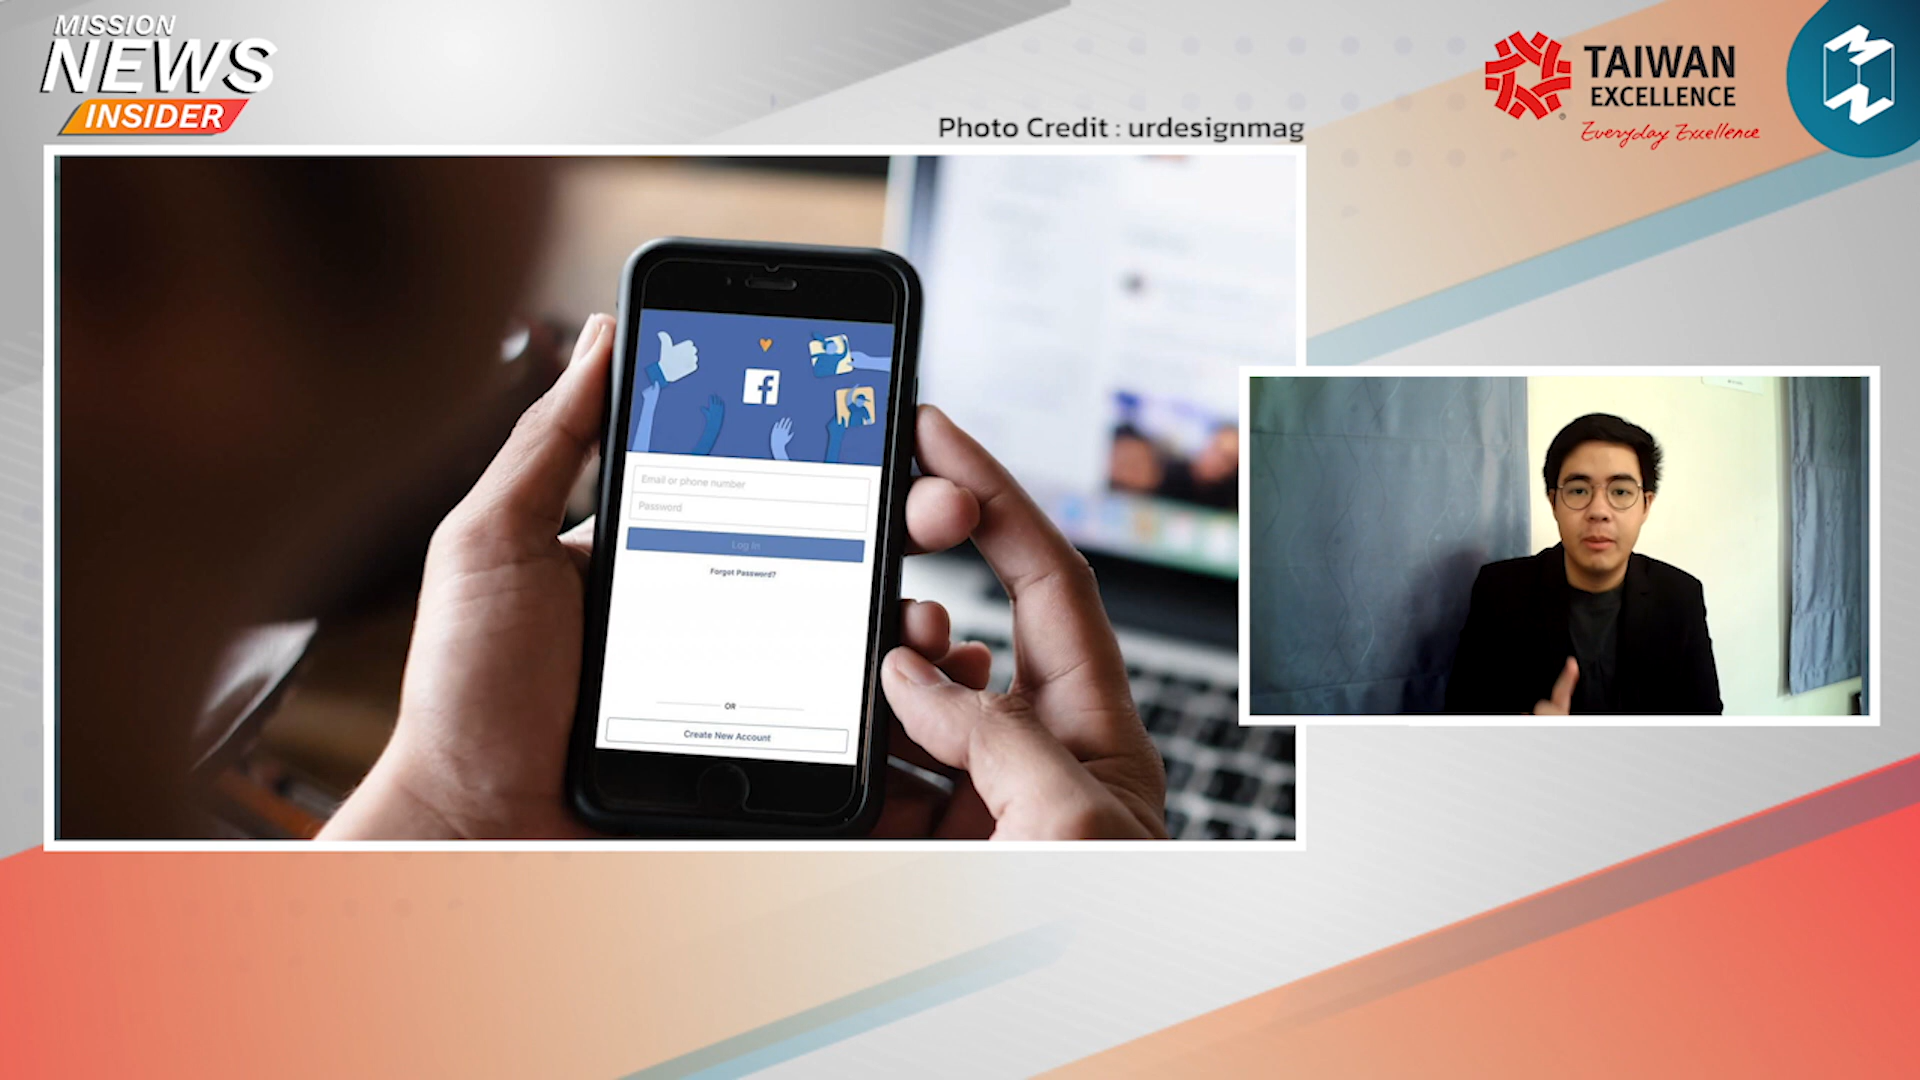 MISSION
NEWS
INSIDER
Photo Credit : urdesignmag
TAIWAN
EXCELLENCE
Everyday Excellence
Email or phone number
Password
Log In
Forgot Password?
OR
Create New Account